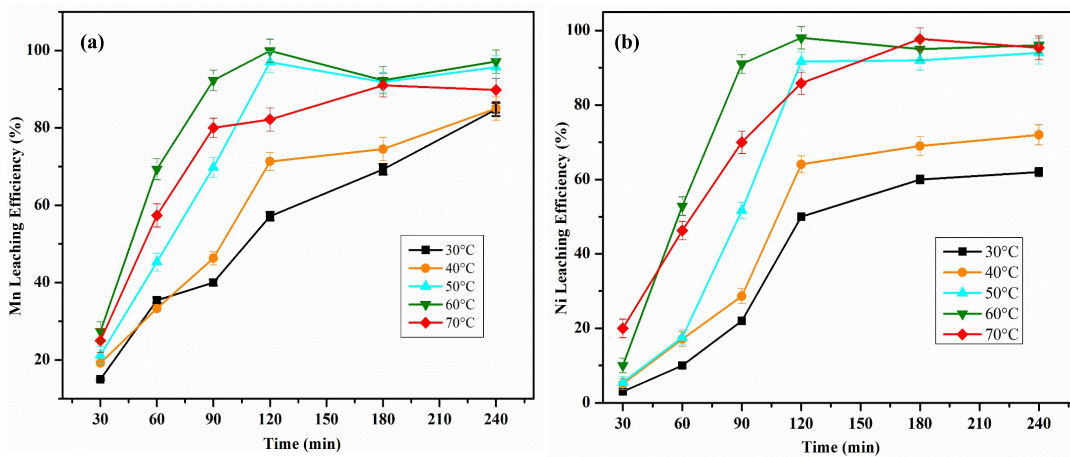 (a)
Mn Leaching Efficiency (%)
100
80
60
40
20
30°C
40°C
50°C
60°C
70°C
30 60 90 120 150 180 210 240
Time (min)
(b)
Ni Leaching Efficiency (%)
100
80
60
40
20
0
30°C
40°C
50°C
60°C
70°C
30 60 90 120 150 180 210 240
Time (min)